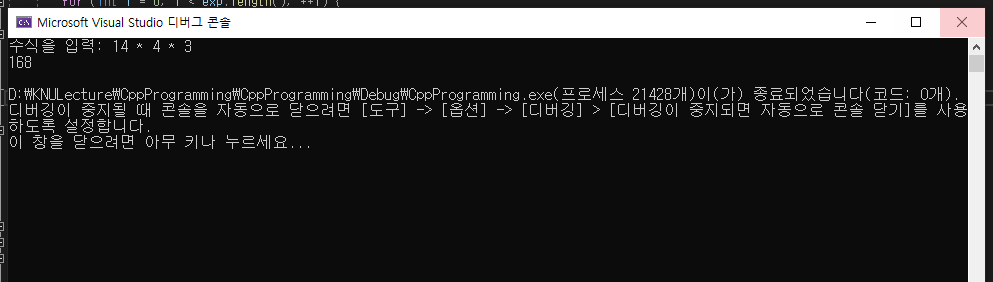 for (int i = 0; i < exp.length(); ++i) {
Microsoft Visual Studio 디버그 콘솔
수식을 입력: 14 * 4 * 3
168
D:\KNULecture\CppProgramming\CppProgramming\Debug\CppProgramming.exe(프로세스 21428개)이(가) 종료되었습니다(코드: 0개).
디버깅이 중지될 때 콘솔을 자동으로 닫으려면 [도구] -> [옵션] -> [디버깅] > [디버깅이 중지되면 자동으로 콘솔 닫기]를 사용
하도록 설정합니다.
이 창을 닫으려면 아무 키나 누르세요...